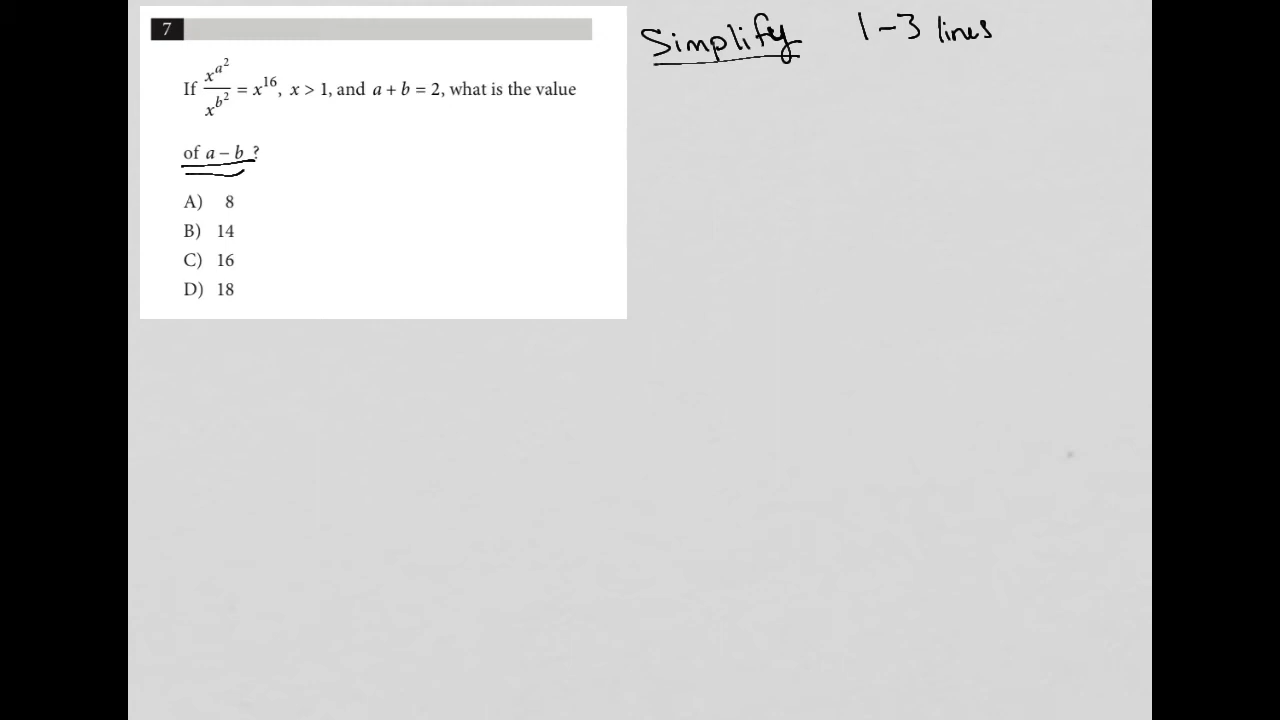 7
Simplify 1-3 lines
If x^{a^2}/x^{b^2} = x^{16}, x > 1, and a + b = 2, what is the value
of a − b ?
A) 8
B) 14
C) 16
D) 18